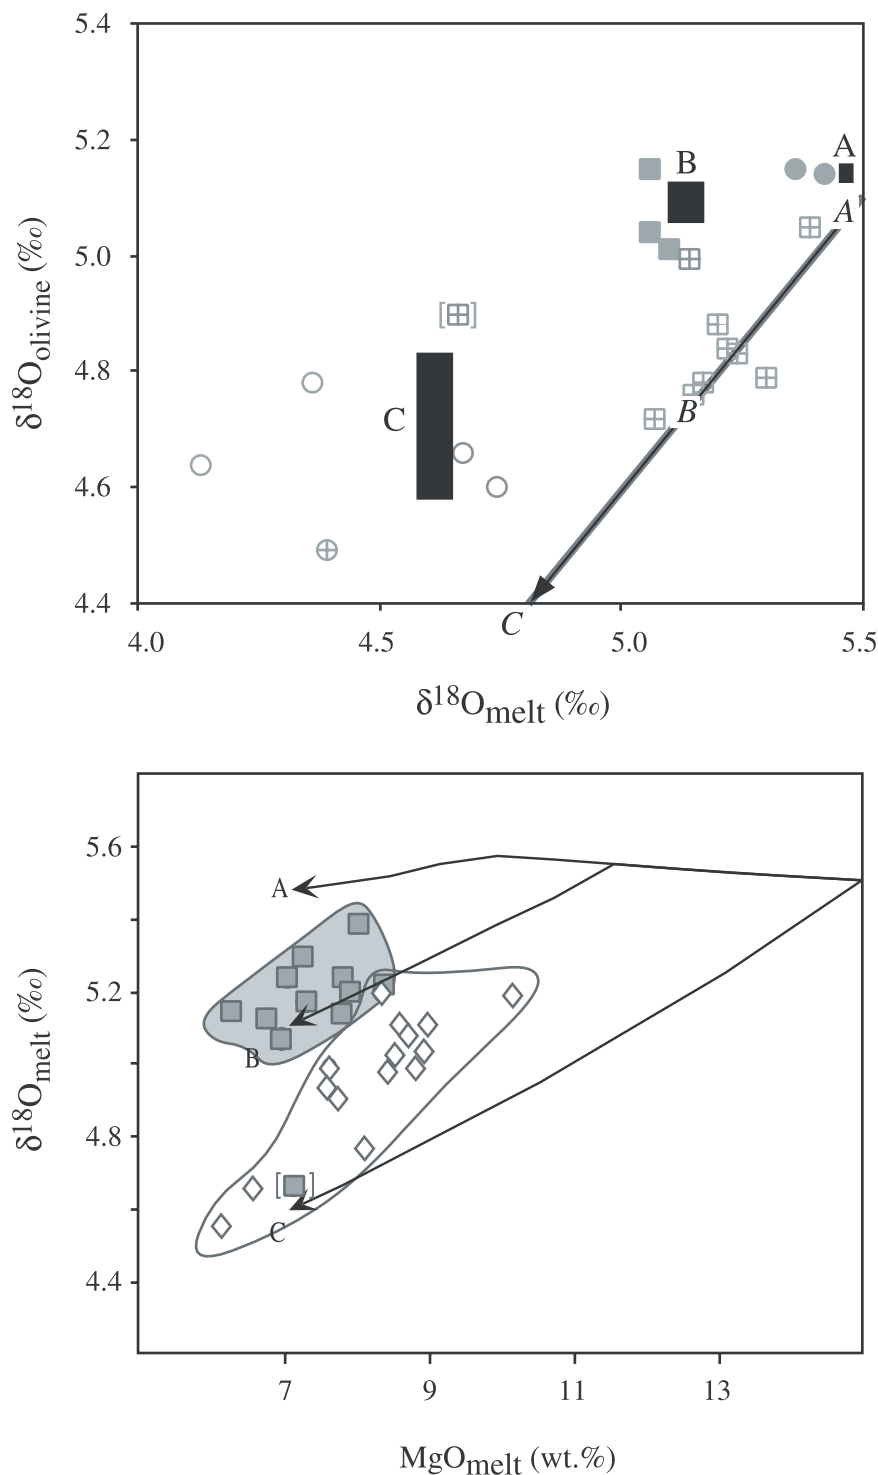 5.4
5.2
5.0
4.8
4.6
4.4
δ18Oolivine (‰)
A
B
A
[ ]
C
B
C
4.0
4.5
5.0
5.5
δ18Omelt (‰)
5.6
5.2
4.8
4.4
δ18Omelt (‰)
A
B
[ ]
C
7
9
11
13
MgOmelt (wt.%)